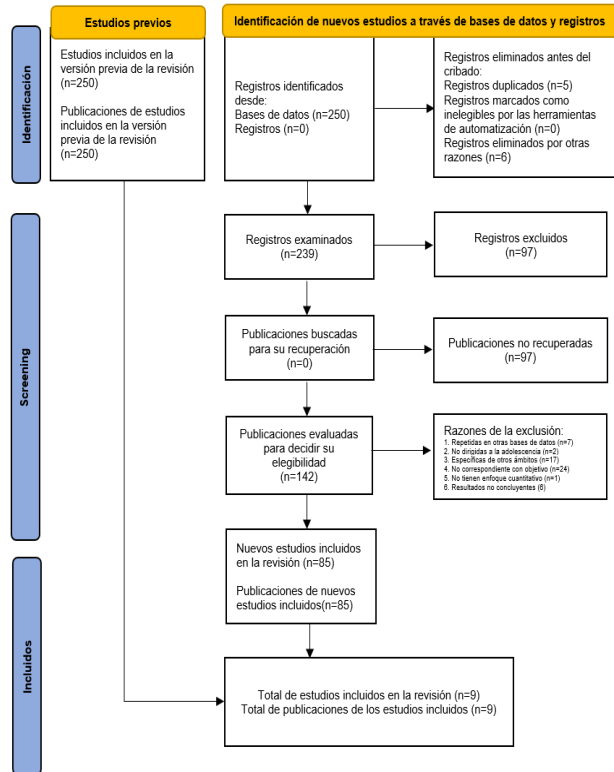 Estudios previos
Identificación de nuevos estudios a través de bases de datos y registros
Identificación
Estudios incluidos en la
versión previa de la revisión
(n=250)
Publicaciones de estudios
incluidos en la versión
previa de la revisión
(n=250)
Registros identificados
desde:
Bases de datos (n=250)
Registros (n=0)
Registros eliminados antes del
cribado:
Registros duplicados (n=5)
Registros marcados como
inelegibles por las herramientas
de automatización (n=0)
Registros eliminados por otras
razones (n=6)
Screening
Registros examinados
(n=239)
Registros excluidos
(n=97)
Publicaciones buscadas
para su recuperación
(n=0)
Publicaciones no recuperadas
(n=97)
Publicaciones evaluadas
para decidir su
elegibilidad
(n=142)
Razones de la exclusión:
1. Repetidas en otras bases de datos (n=7)
2. No dirigidas a la adolescencia (n=2)
3. Específicas de otros ámbitos (n=17)
4. No correspondiente con objetivo (n=24)
5. No tienen enfoque cuantitativo (n=1)
6. Resultados no concluyentes (6)
Nuevos estudios incluidos
en la revisión (n=85)
Publicaciones de nuevos
estudios incluidos(n=85)
Incluidos
Total de estudios incluidos en la revisión (n=9)
Total de publicaciones de los estudios incluidos (n=9)